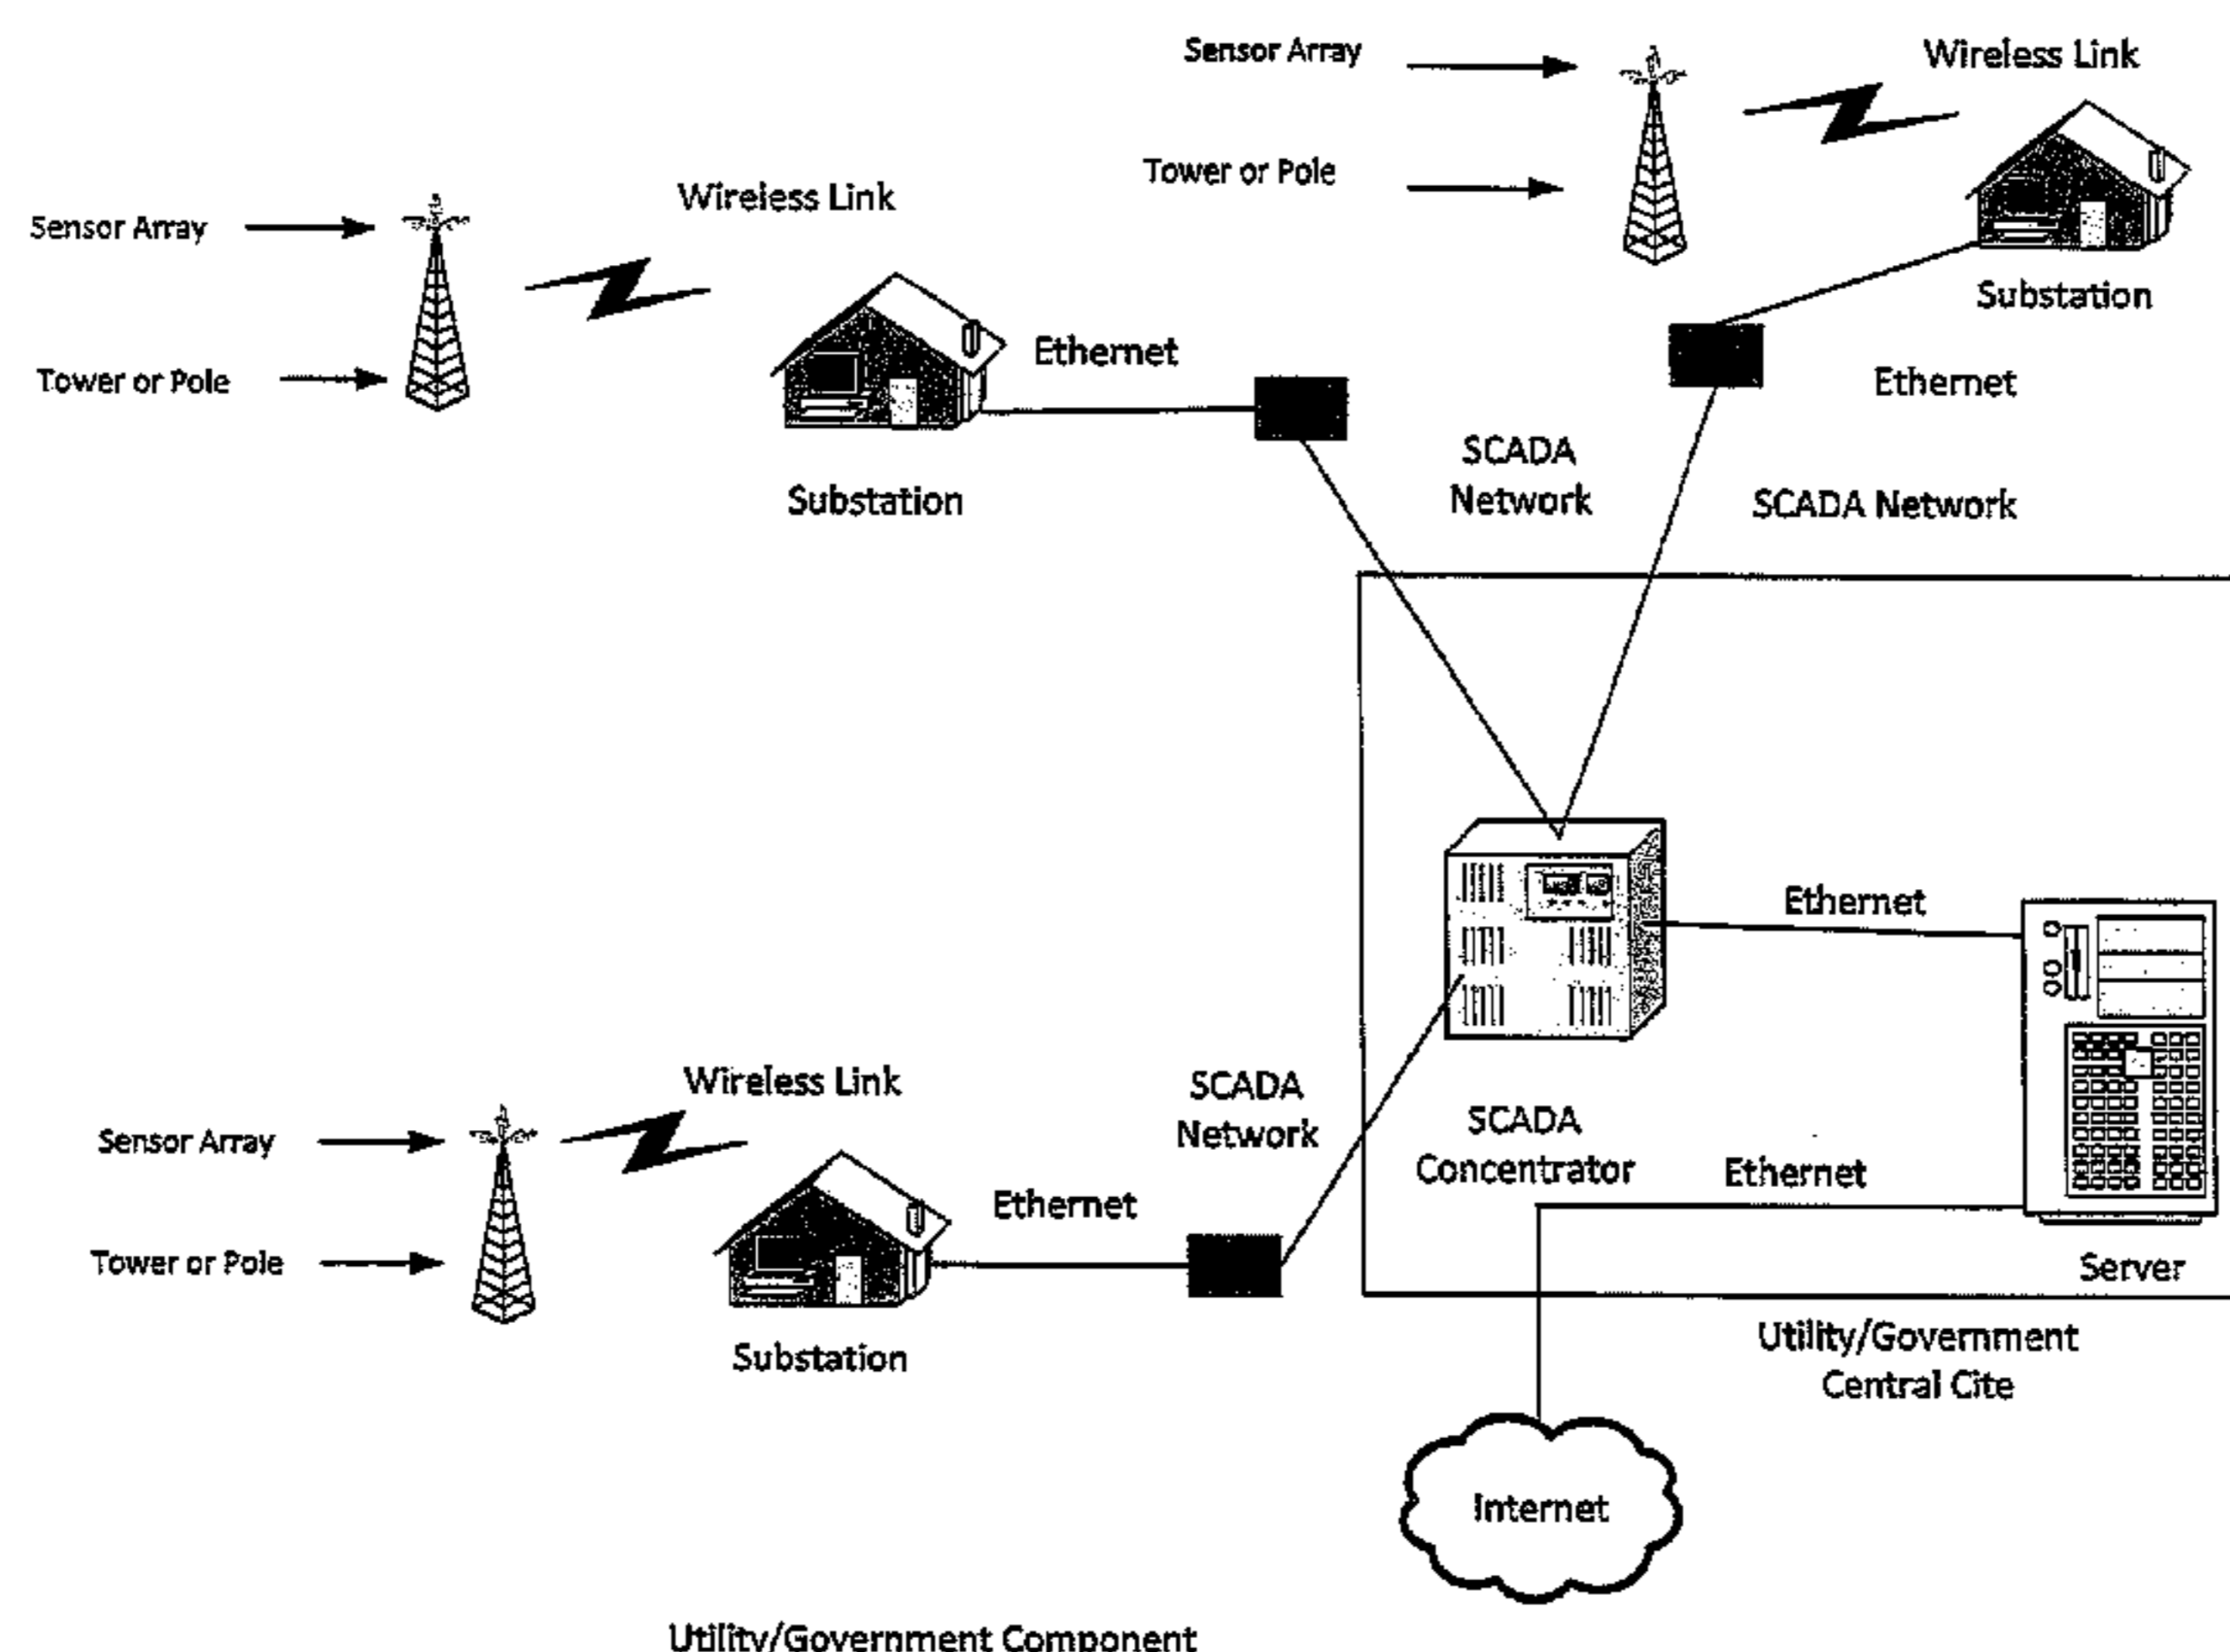 Sensor Array
Wireless Link
Tower or Pole
Substation
Ethernet
Sensor Array
Wireless Link
Tower or Pole
Substation
Ethernet
SCADA
Network
SCADA Network
Ethernet
Sensor Array
Wireless Link
Tower or Pole
Substation
Ethernet
SCADA
Network
SCADA
Concentrator
Ethernet
Server
Utility/Government
Central Cite
Internet
Utility/Government Component